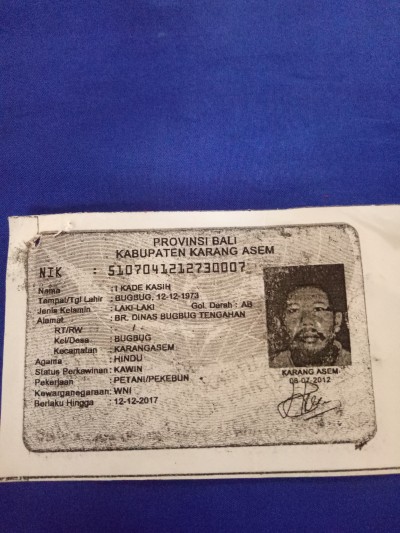 PROVINSI BALI
KABUPATEN KARANG ASEM
NIK : 5107041212730007
Nama : I KADE KASIH
Tempat/Tgl Lahir : BUGBUG, 12-12-1973
Jenis Kelamin : LAKI-LAKI Gol. Darah : AB
Alamat : BR. DINAS BUGBUG TENGAHAN
RT/RW : /
Kel/Desa : BUGBUG
Kecamatan : KARANGASEM
Agama : HINDU
Status Perkawinan : KAWIN
Pekerjaan : PETANI/PEKEBUN
Kewarganegaraan : WNI
Berlaku Hingga : 12-12-2017
KARANG ASEM
08-07-2012